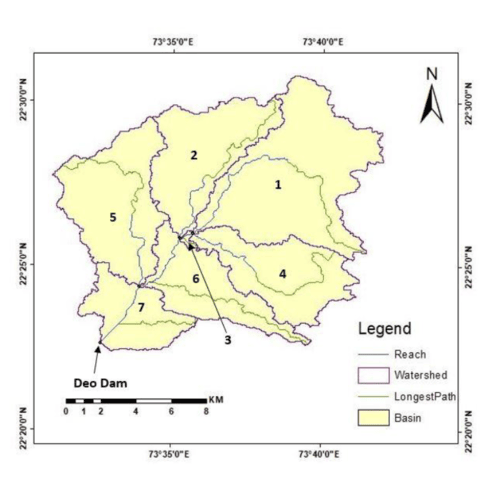 73°35'0"E 73°40'0"E
22°30'0"N 22°30'0"N
N
2
1
5
22°25'0"N 22°25'0"N
6 4
7
3
Legend
Reach
Watershed
LongestPath
Basin
Deo Dam
KM
0 1 2 4 6 8
22°20'0"N 22°20'0"N
73°35'0"E 73°40'0"E